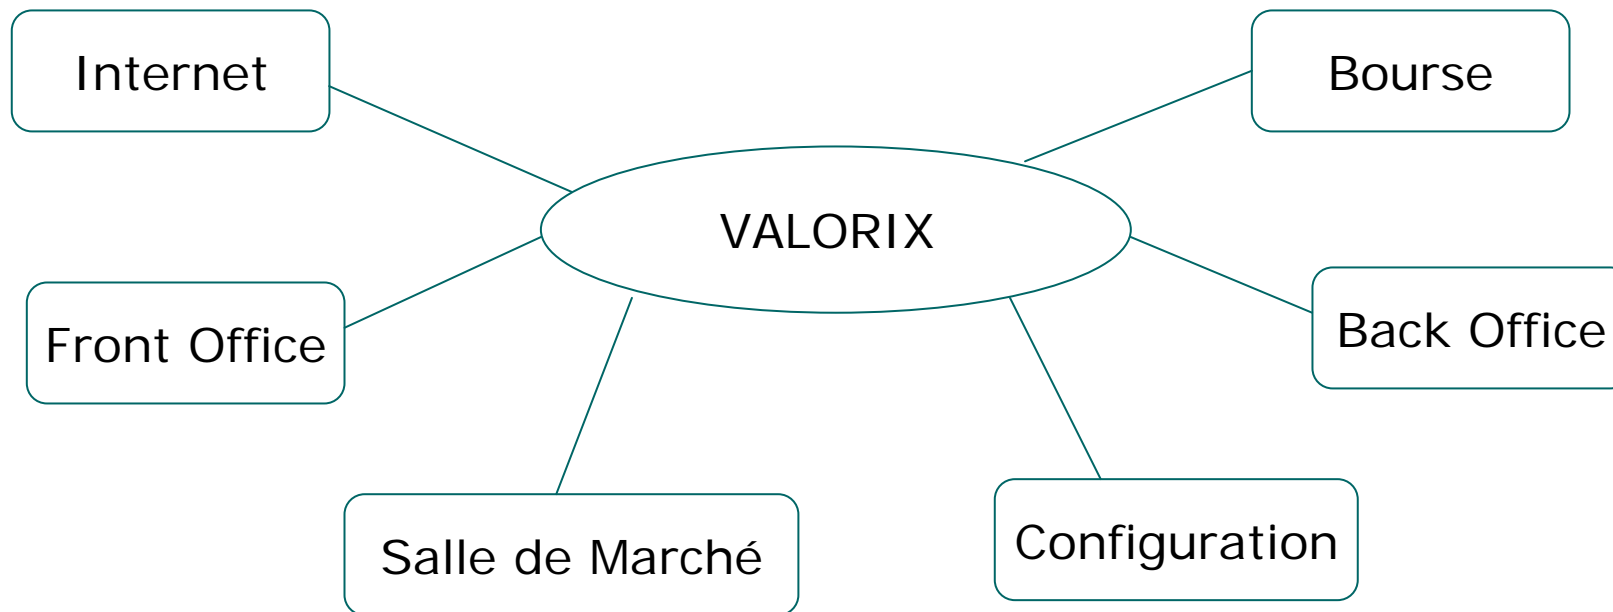 Internet
Bourse
VALORIX
Front Office
Back Office
Salle de Marché
Configuration